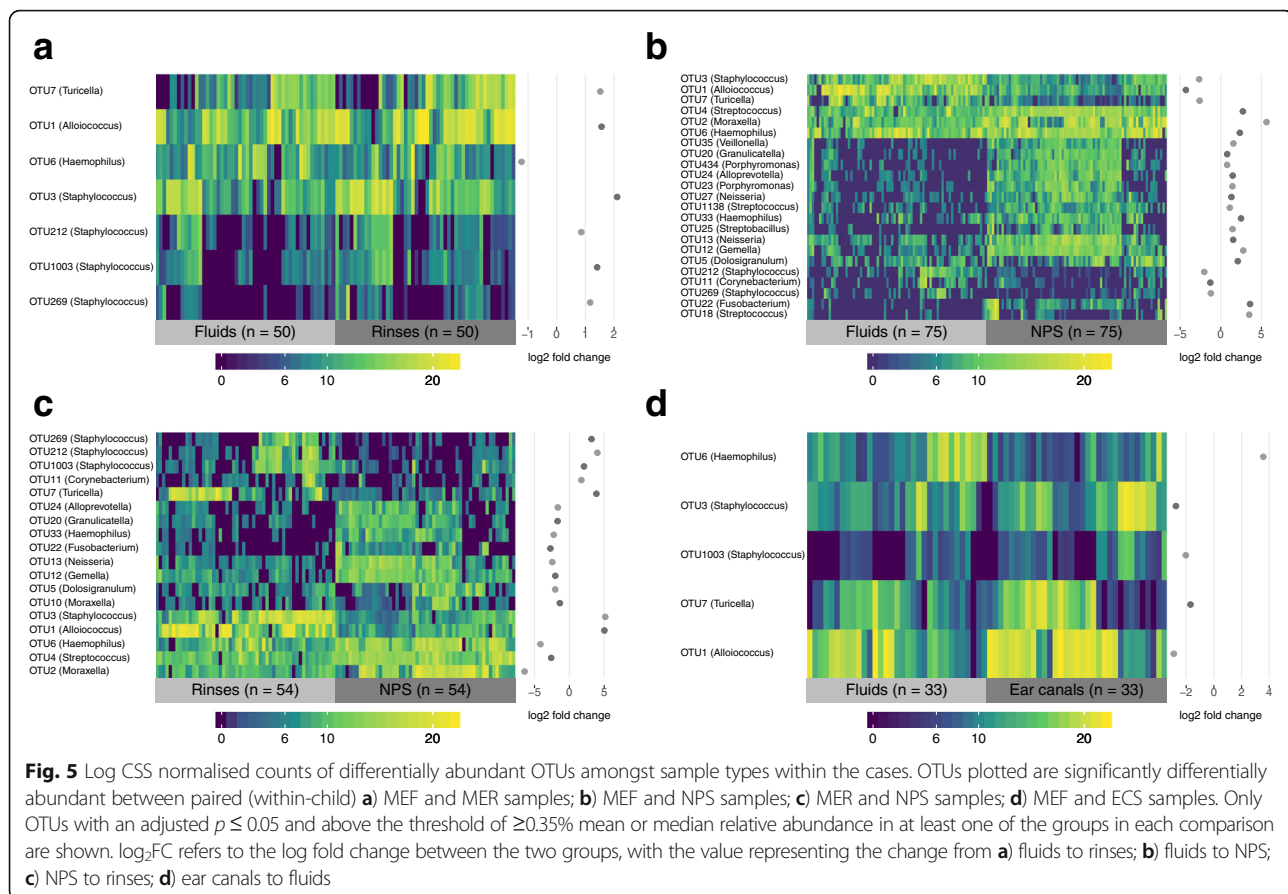 a
OTU7 (Turicella)
OTU1 (Alloiococcus)
OTU6 (Haemophilus)
OTU3 (Staphylococcus)
OTU212 (Staphylococcus)
OTU1003 (Staphylococcus)
OTU269 (Staphylococcus)
Fluids (n = 50) Rinses (n = 50)
−1 0 1 2
log2 fold change
0 6 10 20
b
OTU3 (Staphylococcus)
OTU1 (Alloiococcus)
OTU7 (Turicella)
OTU4 (Streptococcus)
OTU2 (Moraxella)
OTU6 (Haemophilus)
OTU35 (Veillonella)
OTU20 (Granulicatella)
OTU434 (Porphyromonas)
OTU24 (Alloprevotella)
OTU23 (Porphyromonas)
OTU27 (Neisseria)
OTU1138 (Streptococcus)
OTU33 (Haemophilus)
OTU25 (Streptobacillus)
OTU13 (Neisseria)
OTU12 (Gemella)
OTU5 (Dolosigranulum)
OTU212 (Staphylococcus)
OTU11 (Corynebacterium)
OTU269 (Staphylococcus)
OTU22 (Fusobacterium)
OTU18 (Streptococcus)
Fluids (n = 75) NPS (n = 75)
−5 0 5
log2 fold change
0 6 10 20
c
OTU269 (Staphylococcus)
OTU212 (Staphylococcus)
OTU1003 (Staphylococcus)
OTU11 (Corynebacterium)
OTU7 (Turicella)
OTU24 (Alloprevotella)
OTU20 (Granulicatella)
OTU33 (Haemophilus)
OTU22 (Fusobacterium)
OTU13 (Neisseria)
OTU12 (Gemella)
OTU5 (Dolosigranulum)
OTU10 (Moraxella)
OTU3 (Staphylococcus)
OTU1 (Alloiococcus)
OTU6 (Haemophilus)
OTU4 (Streptococcus)
OTU2 (Moraxella)
Rinses (n = 54) NPS (n = 54)
−5 0 5
log2 fold change
0 6 10 20
d
OTU6 (Haemophilus)
OTU3 (Staphylococcus)
OTU1003 (Staphylococcus)
OTU7 (Turicella)
OTU1 (Alloiococcus)
Fluids (n = 33) Ear canals (n = 33)
−2 0 2 4
log2 fold change
0 6 10 20
Fig. 5 Log CSS normalised counts of differentially abundant OTUs amongst sample types within the cases. OTUs plotted are significantly differentially
abundant between paired (within-child) a) MEF and MER samples; b) MEF and NPS samples; c) MER and NPS samples; d) MEF and ECS samples. Only
OTUs with an adjusted p ≤ 0.05 and above the threshold of ≥0.35% mean or median relative abundance in at least one of the groups in each comparison
are shown. log₂FC refers to the log fold change between the two groups, with the value representing the change from a) fluids to rinses; b) fluids to NPS;
c) NPS to rinses; d) ear canals to fluids